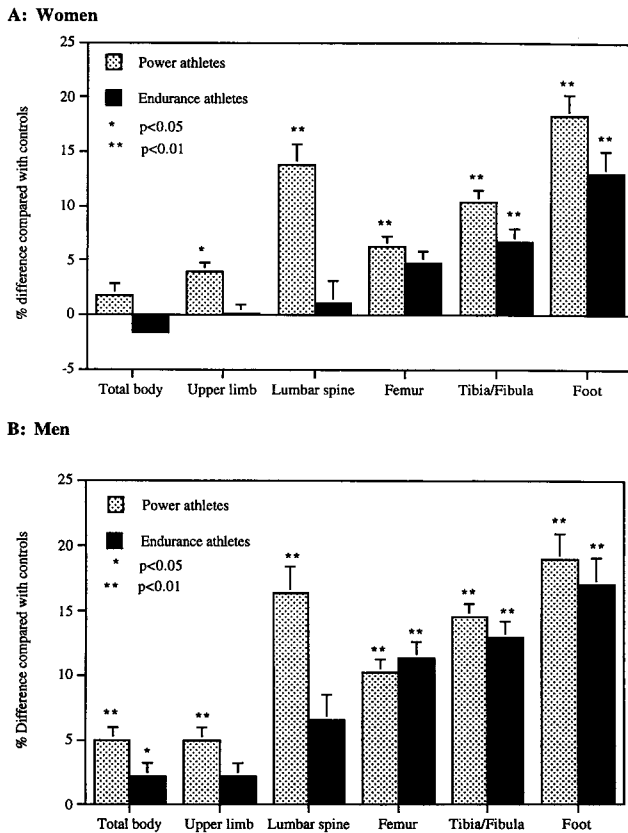 A: Women
25
20
15
10
5
0
-5
% difference compared with controls
Power athletes
Endurance athletes
* p<0.05
** p<0.01
*
**
**
**
**
**
**
Total body Upper limb Lumbar spine Femur Tibia/Fibula Foot
B: Men
25
20
15
10
5
0
% Difference compared with controls
Power athletes
Endurance athletes
* p<0.05
** p<0.01
**
*
**
**
**
**
**
**
**
**
Total body Upper limb Lumbar spine Femur Tibia/Fibula Foot